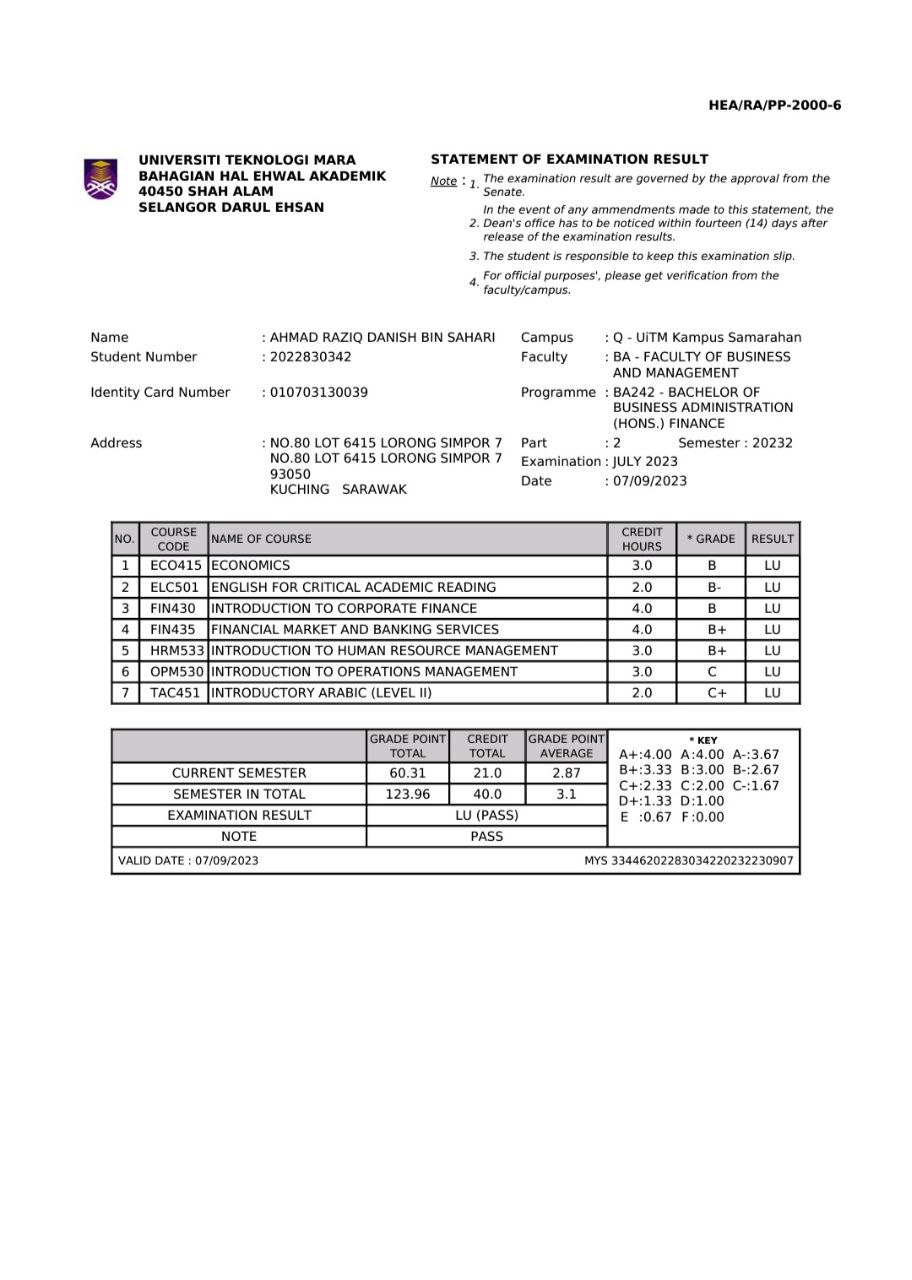 HEA/RA/PP-2000-6
UNIVERSITI TEKNOLOGI MARA
BAHAGIAN HAL EHWAL AKADEMIK
40450 SHAH ALAM
SELANGOR DARUL EHSAN
STATEMENT OF EXAMINATION RESULT
Note : 1. The examination result are governed by the approval from the
Senate.
In the event of any ammendments made to this statement, the
2. Dean's office has to be noticed within fourteen (14) days after
release of the examination results.
3. The student is responsible to keep this examination slip.
4. For official purposes', please get verification from the
faculty/campus.
Name : AHMAD RAZIQ DANISH BIN SAHARI
Student Number : 2022830342
Identity Card Number : 010703130039
Address : NO.80 LOT 6415 LORONG SIMPOR 7
NO.80 LOT 6415 LORONG SIMPOR 7
93050
KUCHING SARAWAK
Campus : Q - UiTM Kampus Samarahan
Faculty : BA - FACULTY OF BUSINESS
AND MANAGEMENT
Programme : BA242 - BACHELOR OF
BUSINESS ADMINISTRATION
(HONS.) FINANCE
Part : 2 Semester : 20232
Examination : JULY 2023
Date : 07/09/2023
NO. COURSE CODE NAME OF COURSE CREDIT HOURS * GRADE RESULT
1 ECO415 ECONOMICS 3.0 B LU
2 ELC501 ENGLISH FOR CRITICAL ACADEMIC READING 2.0 B- LU
3 FIN430 INTRODUCTION TO CORPORATE FINANCE 4.0 B LU
4 FIN435 FINANCIAL MARKET AND BANKING SERVICES 4.0 B+ LU
5 HRM533 INTRODUCTION TO HUMAN RESOURCE MANAGEMENT 3.0 B+ LU
6 OPM530 INTRODUCTION TO OPERATIONS MANAGEMENT 3.0 C LU
7 TAC451 INTRODUCTORY ARABIC (LEVEL II) 2.0 C+ LU
GRADE POINT TOTAL CREDIT TOTAL GRADE POINT AVERAGE
CURRENT SEMESTER 60.31 21.0 2.87
SEMESTER IN TOTAL 123.96 40.0 3.1
EXAMINATION RESULT LU (PASS)
NOTE PASS
* KEY
A+:4.00 A:4.00 A-:3.67
B+:3.33 B:3.00 B-:2.67
C+:2.33 C:2.00 C-:1.67
D+:1.33 D:1.00
E :0.67 F:0.00
VALID DATE : 07/09/2023 MYS 33446202283034220232230907